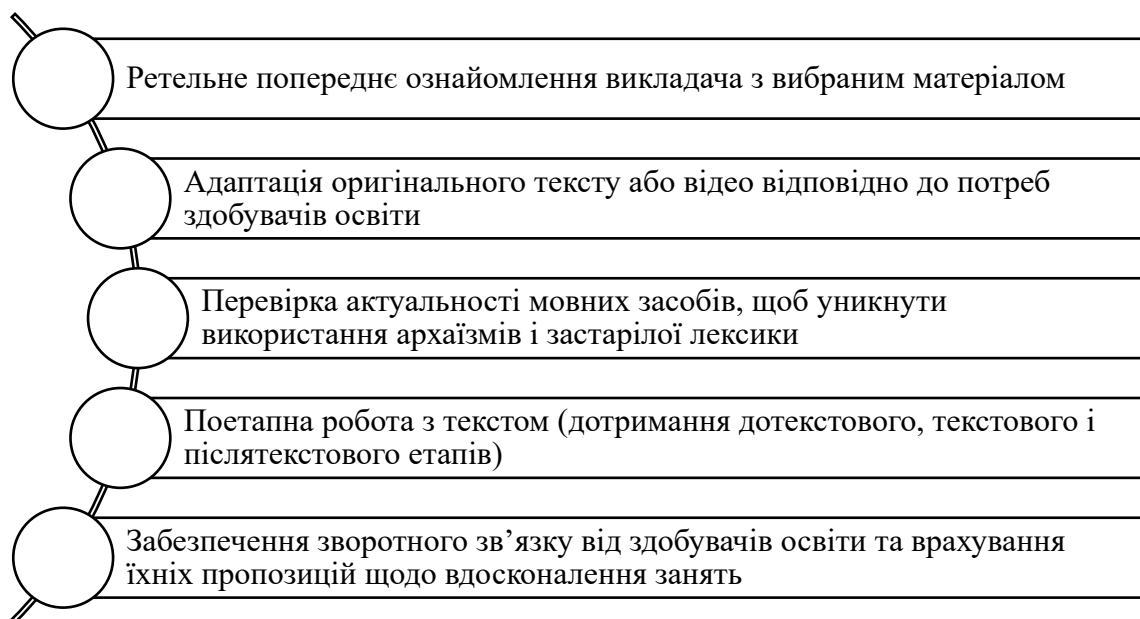 Ретельне попереднє ознайомлення викладача з вибраним матеріалом
Адаптація оригінального тексту або відео відповідно до потреб
здобувачів освіти
Перевірка актуальності мовних засобів, щоб уникнути
використання архаїзмів і застарілої лексики
Поетапна робота з текстом (дотримання дотекстового, текстового і
післятекстового етапів)
Забезпечення зворотного зв’язку від здобувачів освіти та врахування
їхніх пропозицій щодо вдосконалення занять